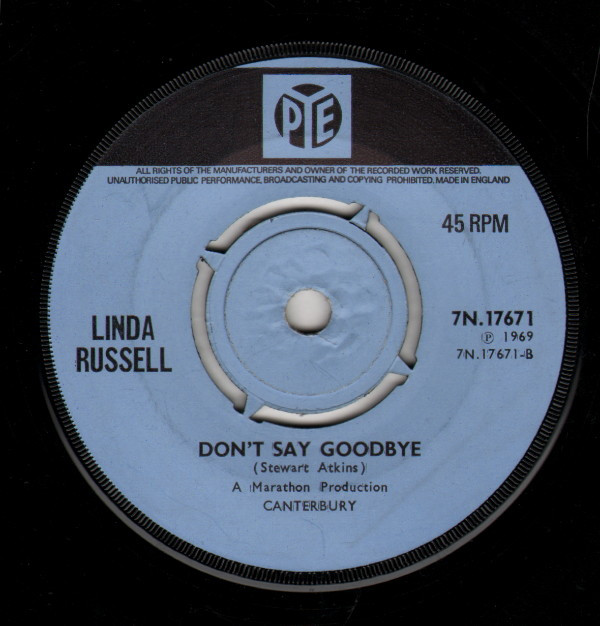 PYE
ALL RIGHTS OF THE MANUFACTURERS AND OWNER OF THE RECORDED WORK RESERVED.
UNAUTHORISED PUBLIC PERFORMANCE, BROADCASTING AND COPYING PROHIBITED. MADE IN ENGLAND
45 RPM
LINDA
RUSSELL
7N.17671
℗ 1969
7N.17671-B
DON'T SAY GOODBYE
(Stewart Atkins)
A Marathon Production
CANTERBURY